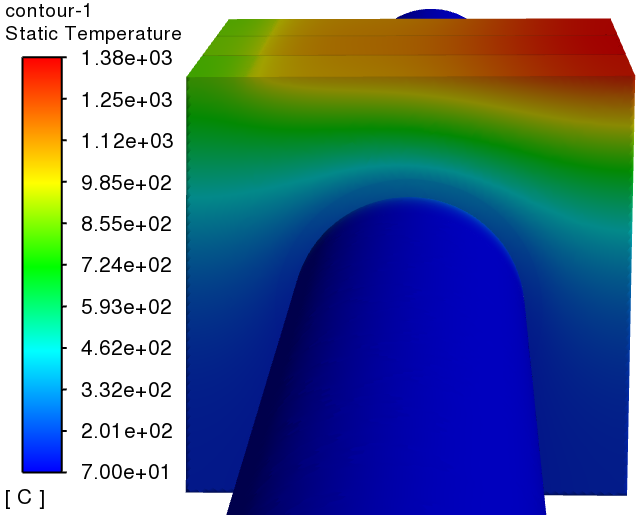 contour-1
Static Temperature
1.38e+03
1.25e+03
1.12e+03
9.85e+02
8.55e+02
7.24e+02
5.93e+02
4.62e+02
3.32e+02
2.01e+02
7.00e+01
[ C ]